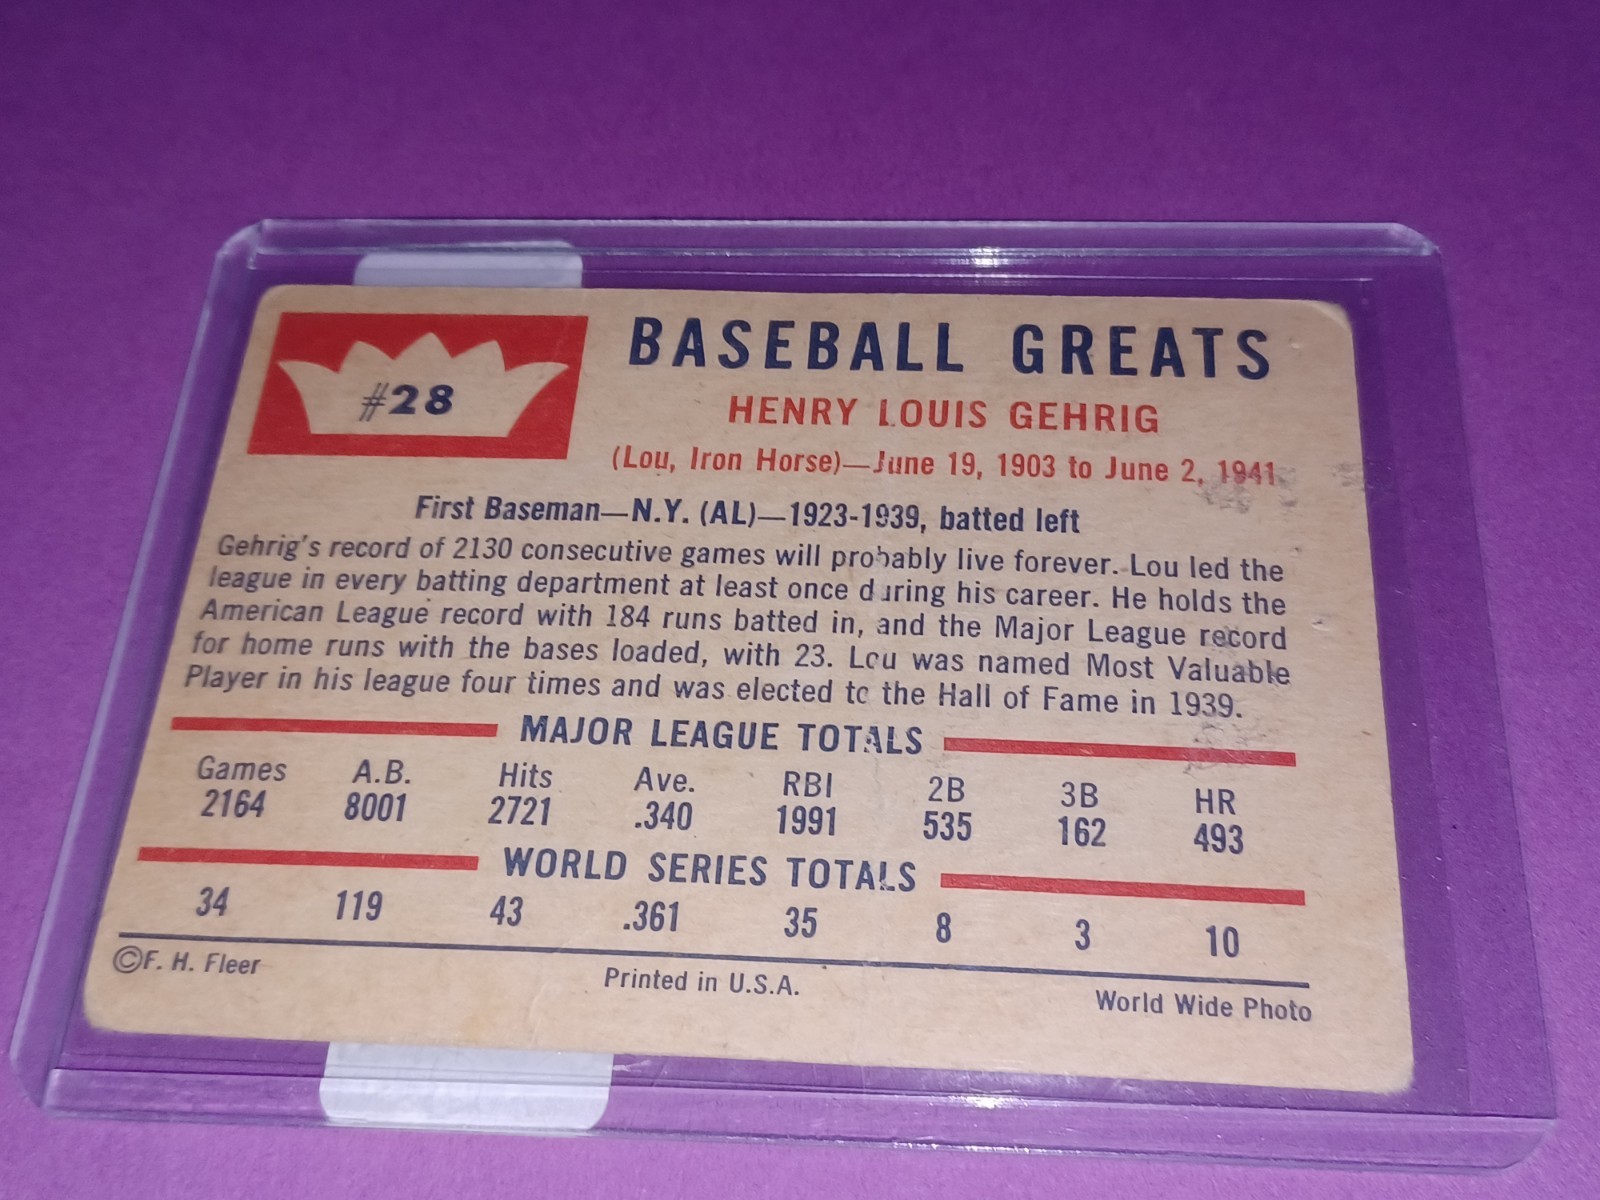 #28
BASEBALL GREATS
HENRY LOUIS GEHRIG
(Lou, Iron Horse)—June 19, 1903 to June 2, 1941
First Baseman—N.Y. (AL)—1923-1939, batted left
Gehrig's record of 2130 consecutive games will probably live forever. Lou led the
league in every batting department at least once during his career. He holds the
American League record with 184 runs batted in, and the Major League record
for home runs with the bases loaded, with 23. Lou was named Most Valuable
Player in his league four times and was elected to the Hall of Fame in 1939.
MAJOR LEAGUE TOTALS
Games A.B. Hits Ave. RBI 2B 3B HR
2164 8001 2721 .340 1991 535 162 493
WORLD SERIES TOTALS
34 119 43 .361 35 8 3 10
©F. H. Fleer Printed in U.S.A. World Wide Photo